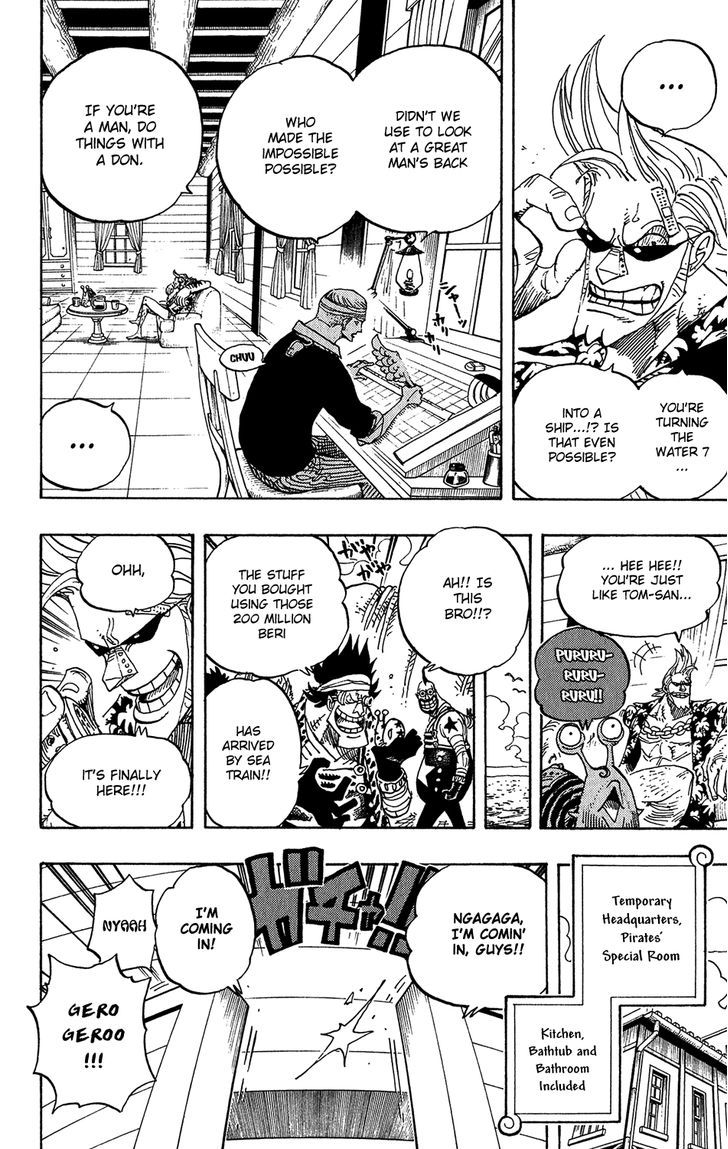 ...
YOU'RE
TURNING
THE
WATER 7
...
INTO A
SHIP...!? IS
THAT EVEN
POSSIBLE?
DIDN'T WE
USE TO LOOK
AT A GREAT
MAN'S BACK
WHO
MADE THE
IMPOSSIBLE
POSSIBLE?
IF YOU'RE
A MAN, DO
THINGS WITH
A DON.
CHUU
...
... HEE HEE!!
YOU'RE JUST
LIKE TOM-SAN...
PURURU-
RURU-
RURU!!
AH!! IS
THIS
BRO!!?
THE STUFF
YOU BOUGHT
USING THOSE
200 MILLION
BERI
HAS
ARRIVED
BY SEA
TRAIN!!
OHH,
IT'S FINALLY
HERE!!!
Temporary
Headquarters,
Pirates'
Special Room
Kitchen,
Bathtub and
Bathroom
Included
NGAGAGA,
I'M COMIN'
IN, GUYS!!
ガチャ!!
I'M
COMING
IN!
NYAAH
GERO
GEROO
!!!